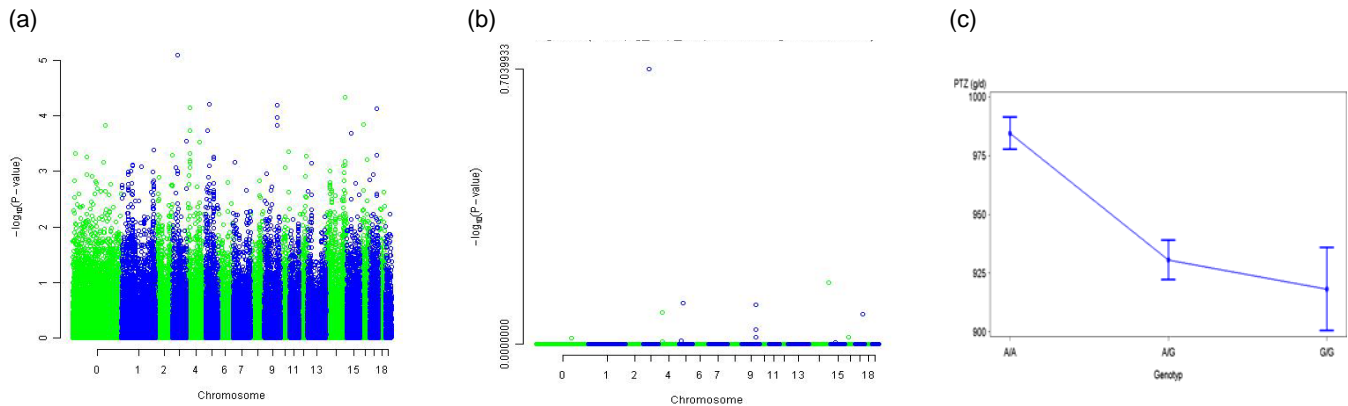 (a)
(b)
(c)
−log₁₀(P−value)
5
4
3
2
1
0
0 1 2 3 4 6 7 8 9 11 13 15 18
Chromosome
−log₁₀(P−value)
0.7039933
0.0000000
0 1 2 3 4 6 7 8 9 11 13 15 18
Chromosome
PTZ (g/d)
1000
975
950
925
900
A/A A/G G/G
Genotyp